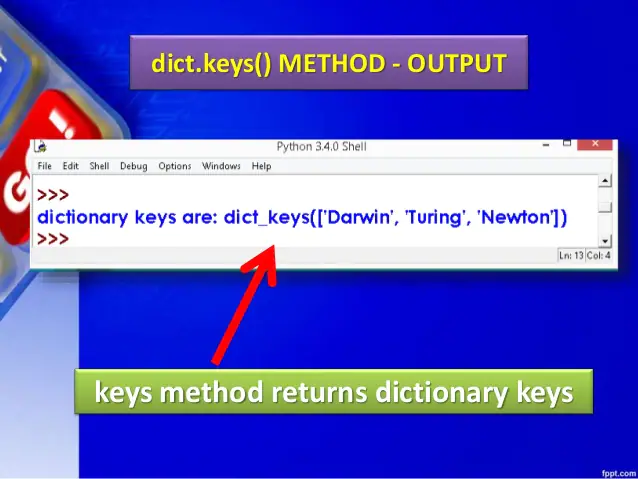 dict.keys() METHOD - OUTPUT
Python 3.4.0 Shell
File Edit Shell Debug Options Windows Help
>>>
dictionary keys are: dict_keys(['Darwin', 'Turing', 'Newton'])
>>>
Ln: 13 Col: 4
keys method returns dictionary keys
fppt.com